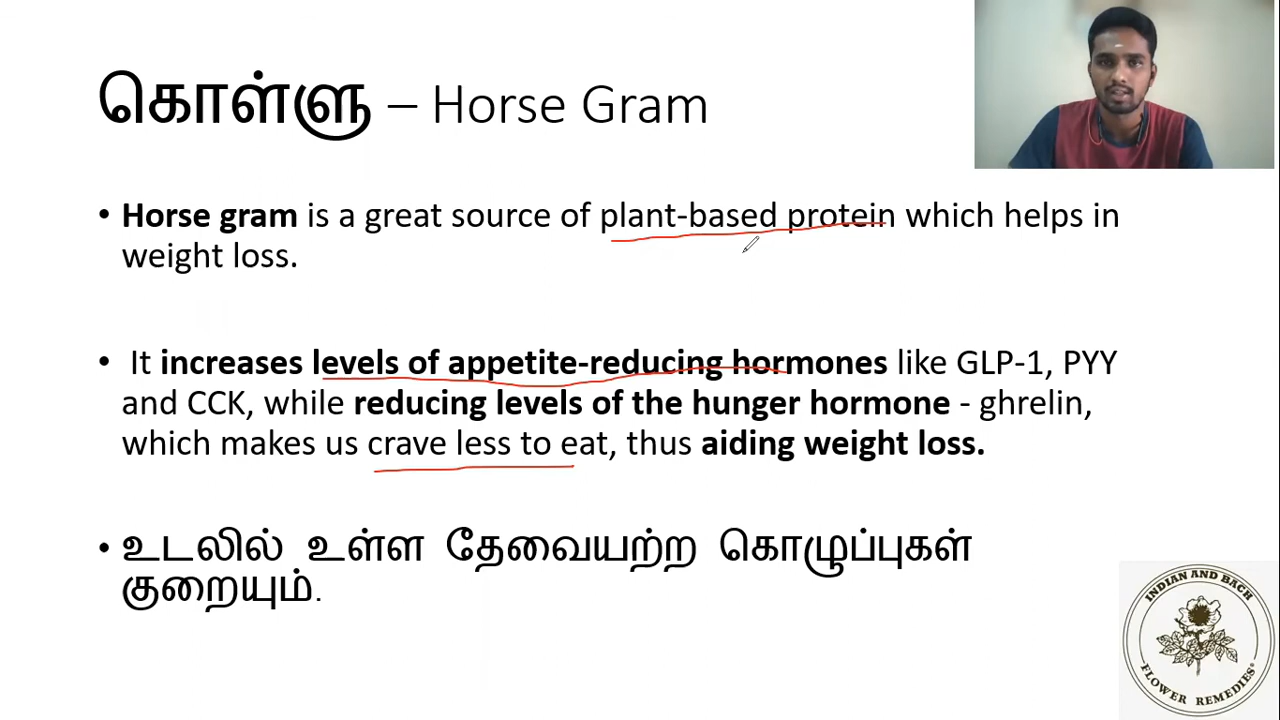 கொள்ளு – Horse Gram
• Horse gram is a great source of plant-based protein which helps in
weight loss.
• It increases levels of appetite-reducing hormones like GLP-1, PYY
and CCK, while reducing levels of the hunger hormone - ghrelin,
which makes us crave less to eat, thus aiding weight loss.
• உடலில் உள்ள தேவையற்ற கொழுப்புகள்
குறையும்.
INDIAN AND BACH
FLOWER REMEDIES®